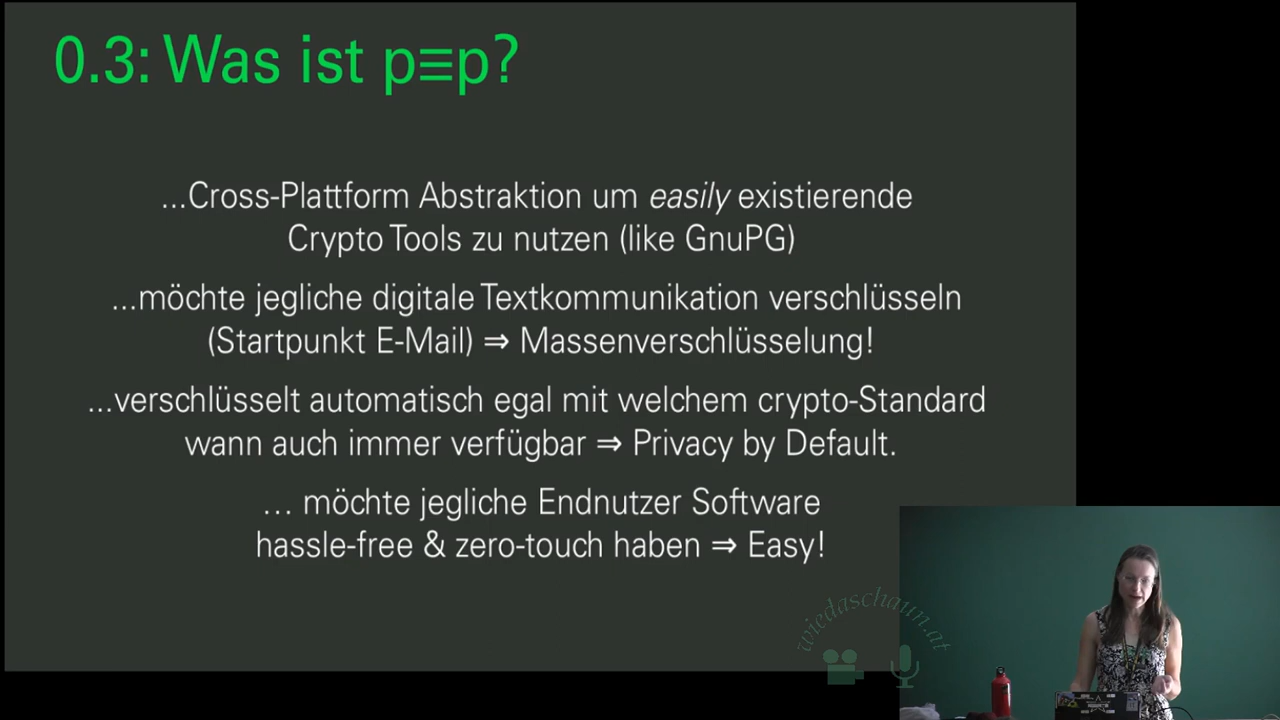 0.3: Was ist p≡p?
...Cross-Plattform Abstraktion um easily existierende
Crypto Tools zu nutzen (like GnuPG)
...möchte jegliche digitale Textkommunikation verschlüsseln
(Startpunkt E-Mail) ⇒ Massenverschlüsselung!
...verschlüsselt automatisch egal mit welchem crypto-Standard
wann auch immer verfügbar ⇒ Privacy by Default.
... möchte jegliche Endnutzer Software
hassle-free & zero-touch haben ⇒ Easy!
wiedaschaun.at